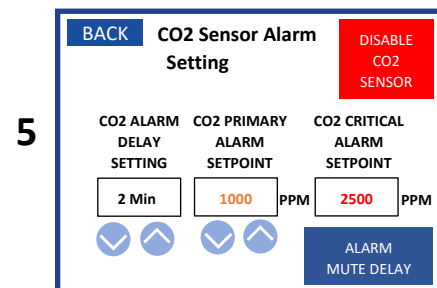 BACK
CO2 Sensor Alarm
Setting
DISABLE
CO2
SENSOR
5
CO2 ALARM
DELAY
SETTING
CO2 PRIMARY
ALARM
SETPOINT
CO2 CRITICAL
ALARM
SETPOINT
2 Min
1000 PPM
2500 PPM
ALARM
MUTE DELAY